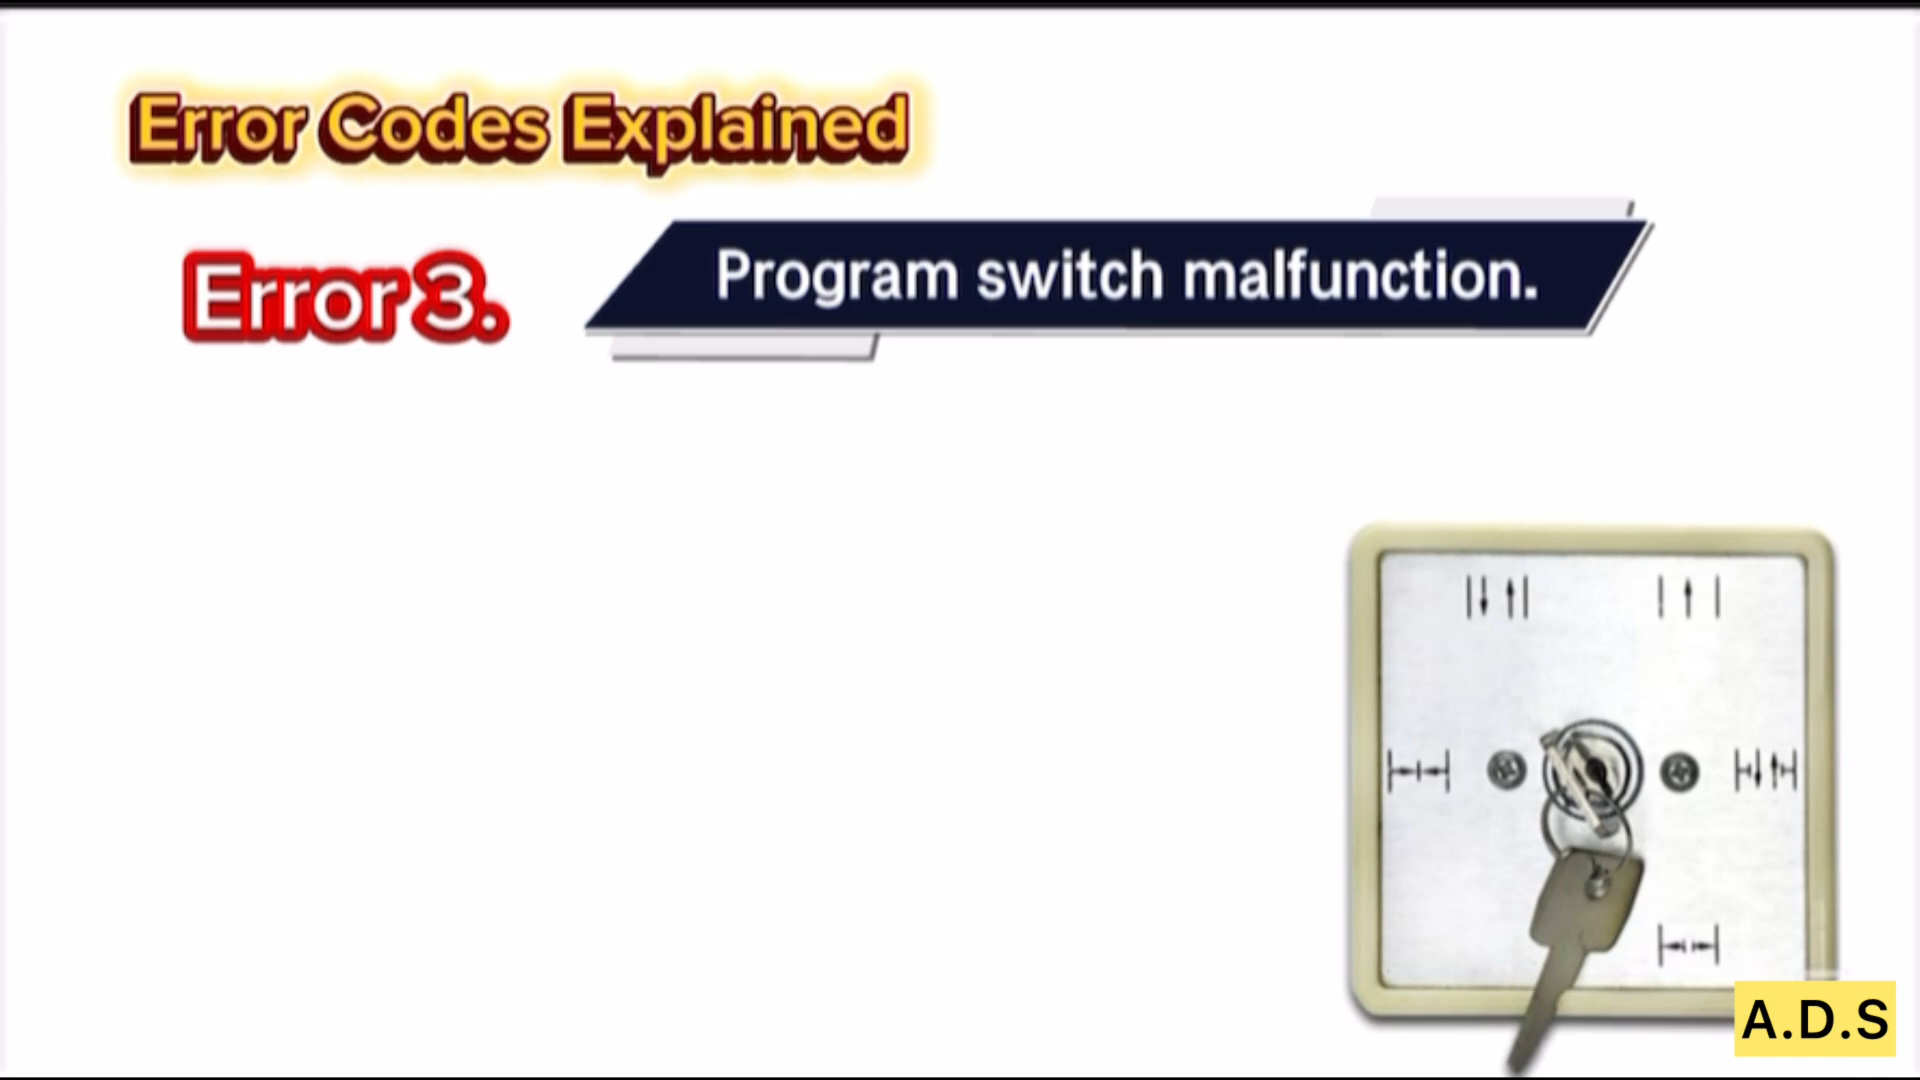 Error Codes Explained
Error 3.
Program switch malfunction.
A.D.S